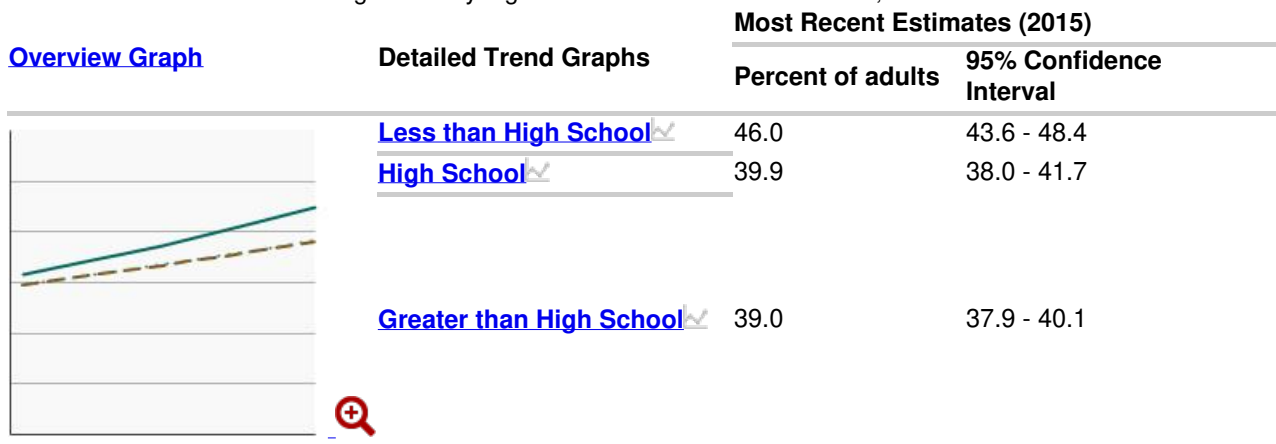 Most Recent Estimates (2015)
Overview Graph
Detailed Trend Graphs
Percent of adults
95% Confidence
Interval
Less than High School 46.0 43.6 - 48.4
High School 39.9 38.0 - 41.7
Greater than High School 39.0 37.9 - 40.1